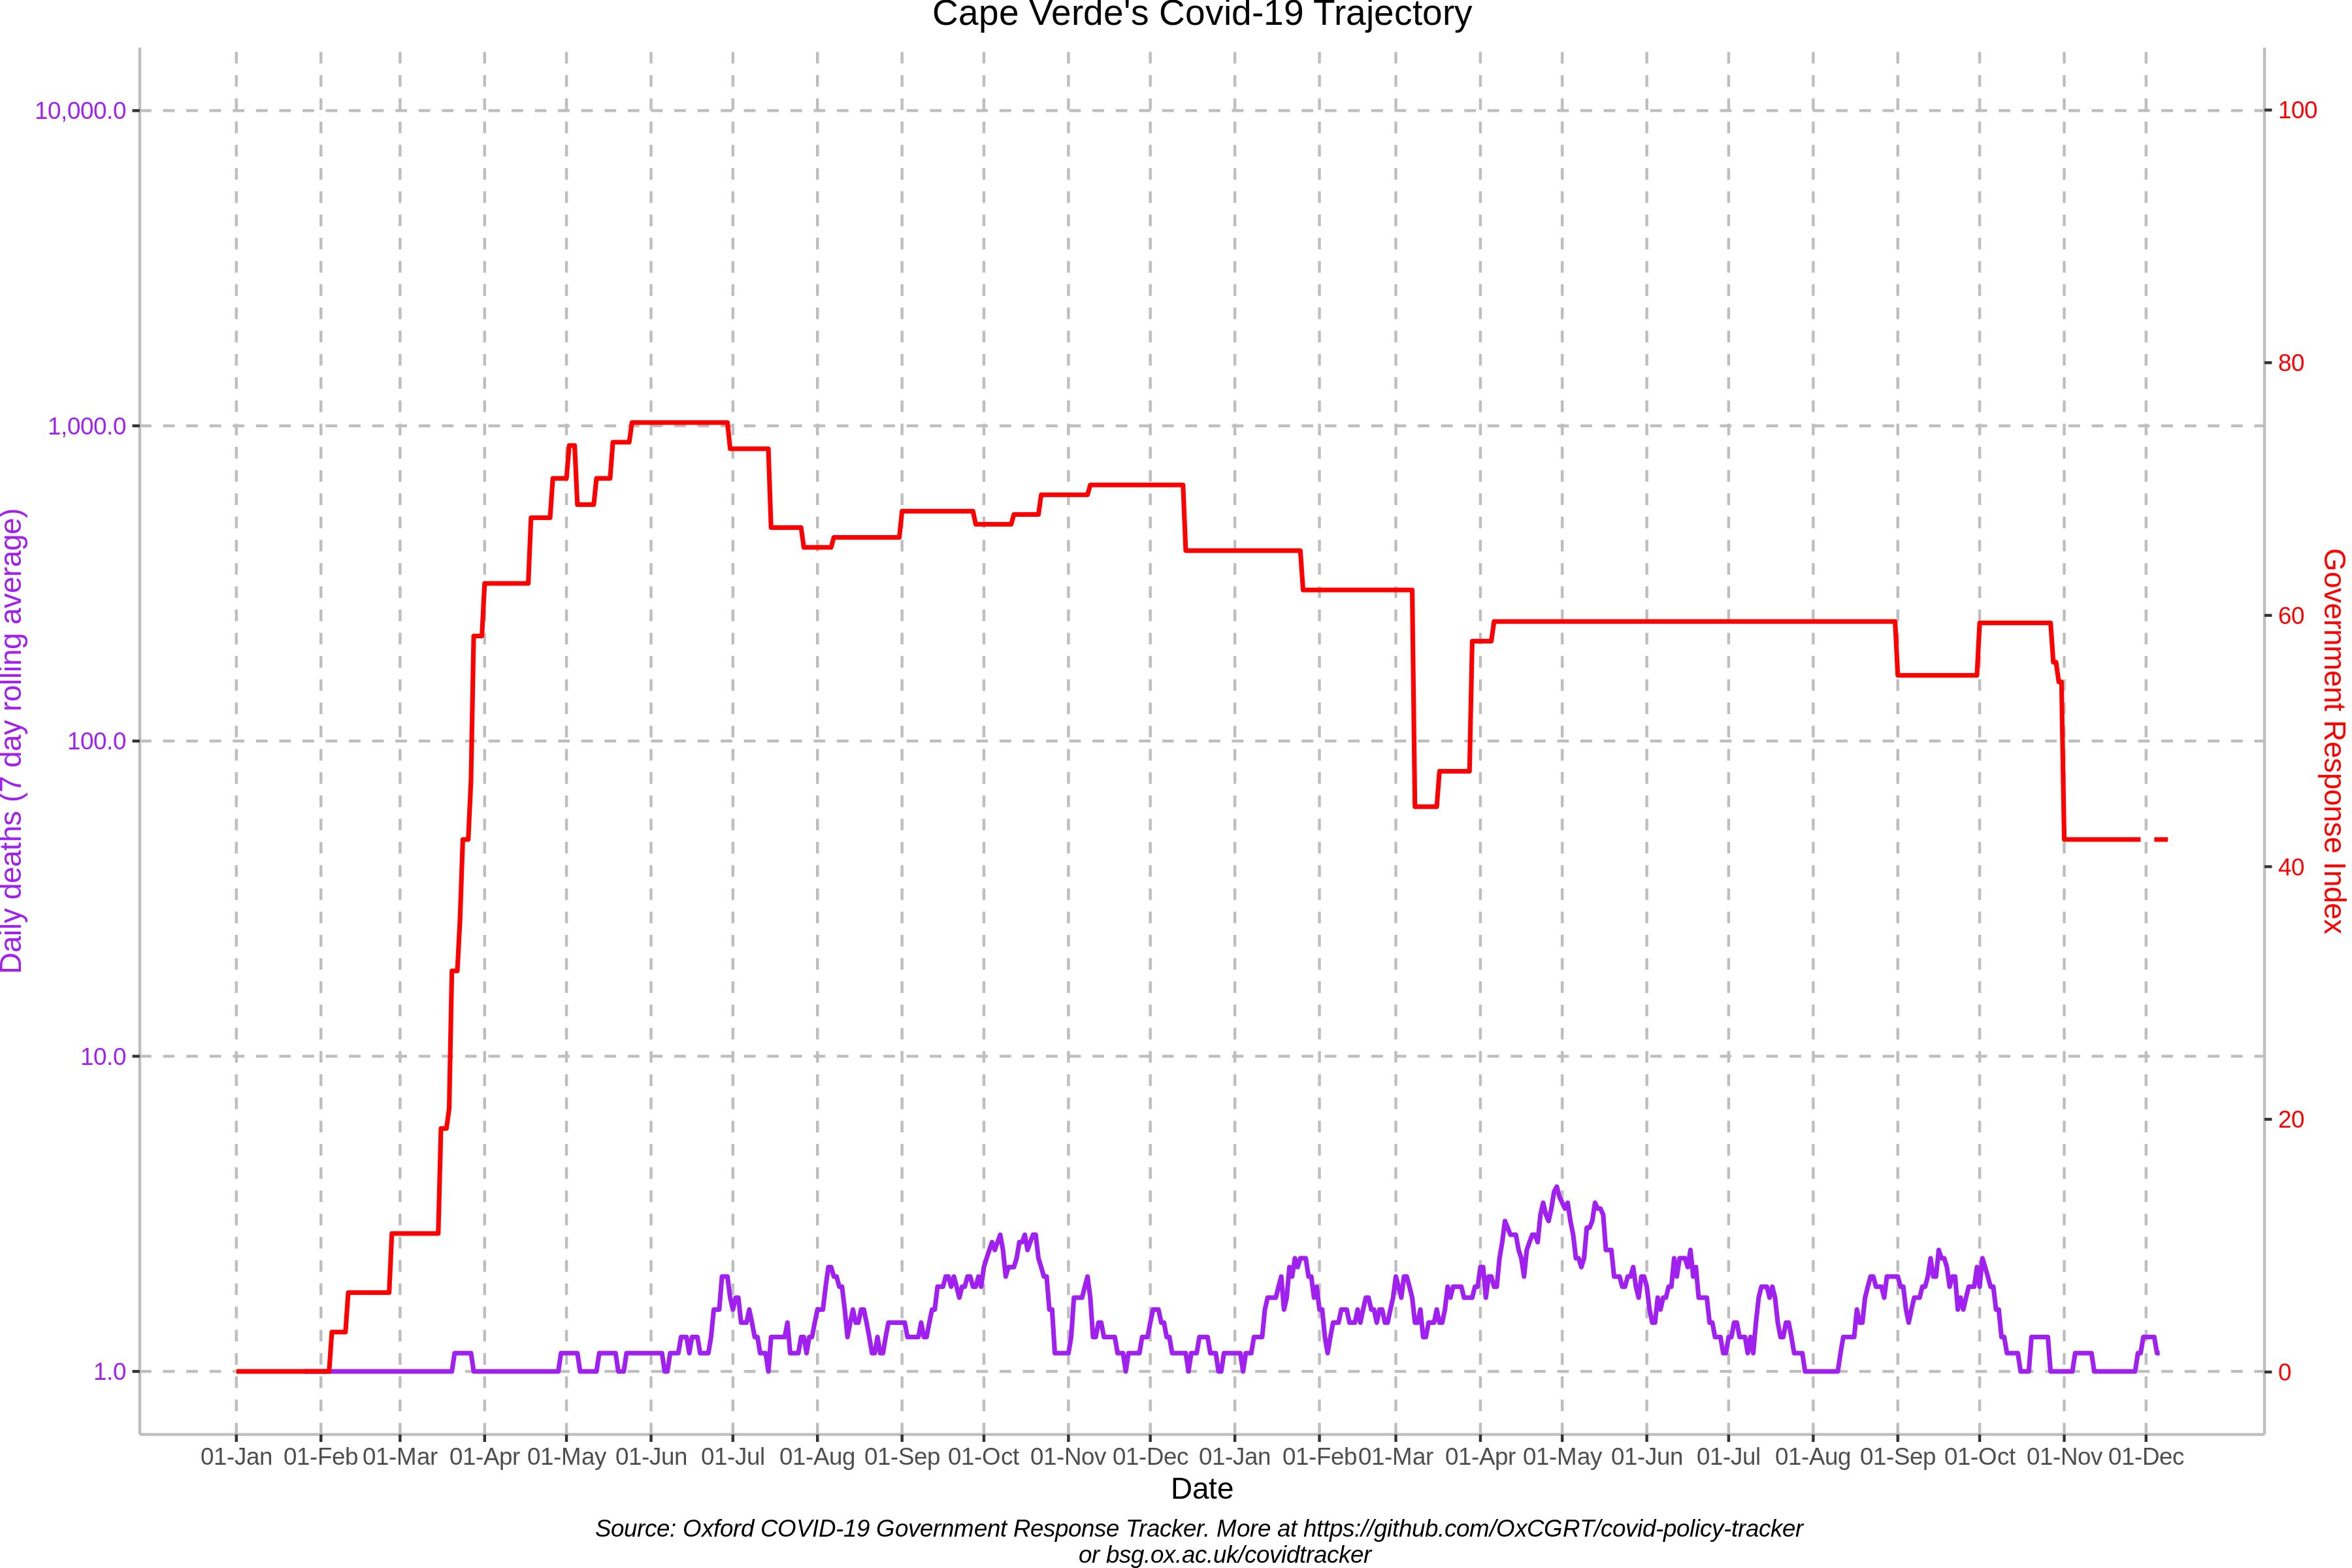 Cape Verde's Covid-19 Trajectory
10,000.0
1,000.0
100.0
10.0
1.0
Daily deaths (7 day rolling average)
100
80
60
40
20
0
Government Response Index
01-Jan 01-Feb 01-Mar 01-Apr 01-May 01-Jun 01-Jul 01-Aug 01-Sep 01-Oct 01-Nov 01-Dec 01-Jan 01-Feb 01-Mar 01-Apr 01-May 01-Jun 01-Jul 01-Aug 01-Sep 01-Oct 01-Nov 01-Dec
Date
Source: Oxford COVID-19 Government Response Tracker. More at https://github.com/OxCGRT/covid-policy-tracker
or bsg.ox.ac.uk/covidtracker